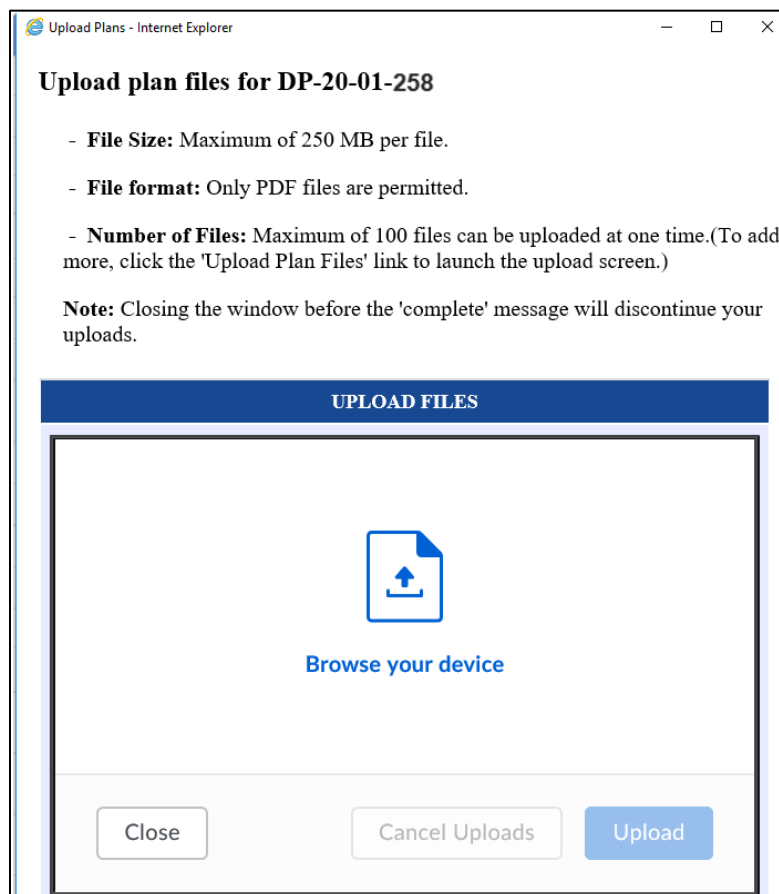 Upload Plans - Internet Explorer
Upload plan files for DP-20-01-258
- File Size: Maximum of 250 MB per file.
- File format: Only PDF files are permitted.
- Number of Files: Maximum of 100 files can be uploaded at one time.(To add
more, click the 'Upload Plan Files' link to launch the upload screen.)
Note: Closing the window before the 'complete' message will discontinue your
uploads.
UPLOAD FILES
Browse your device
Close Cancel Uploads Upload